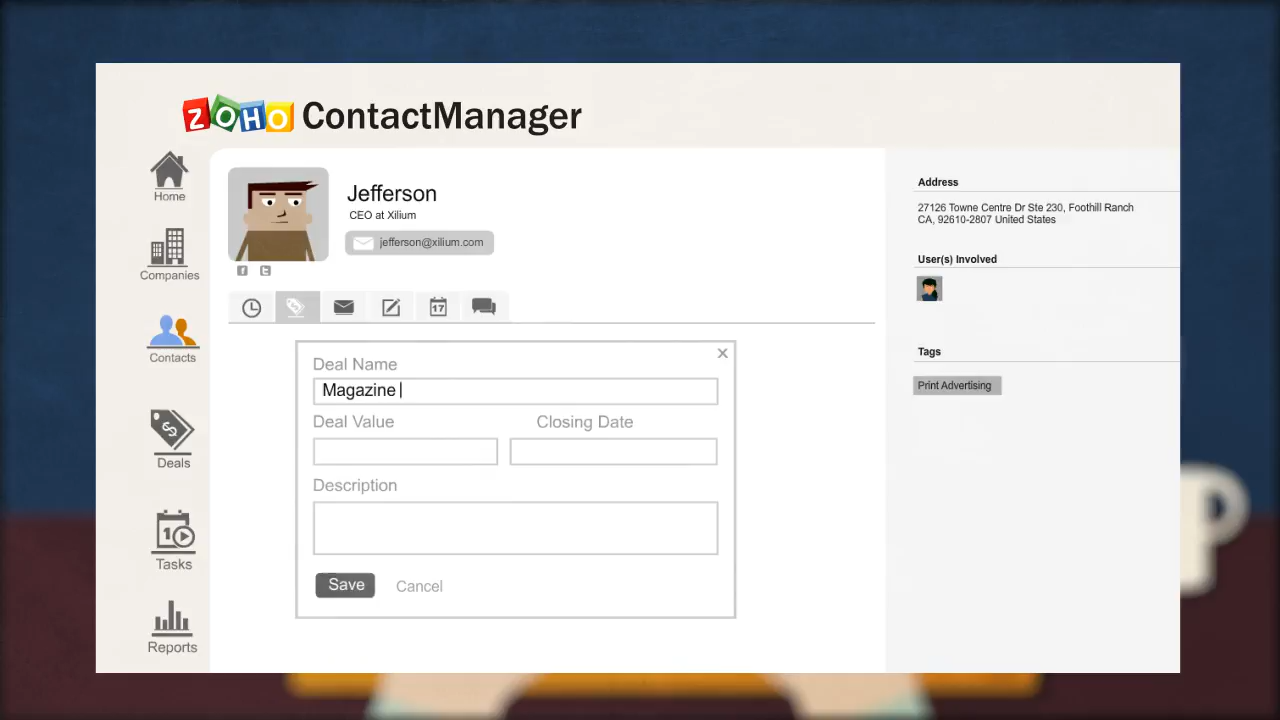 ZOHO ContactManager
Home
Companies
Contacts
Deals
Tasks
Reports
Jefferson
CEO at Xilium
jefferson@xilium.com
17
Deal Name
Magazine
Deal Value
Closing Date
Description
Save
Cancel
Address
27126 Towne Centre Dr Ste 230, Foothill Ranch
CA, 92610-2807 United States
User(s) Involved
Tags
Print Advertising